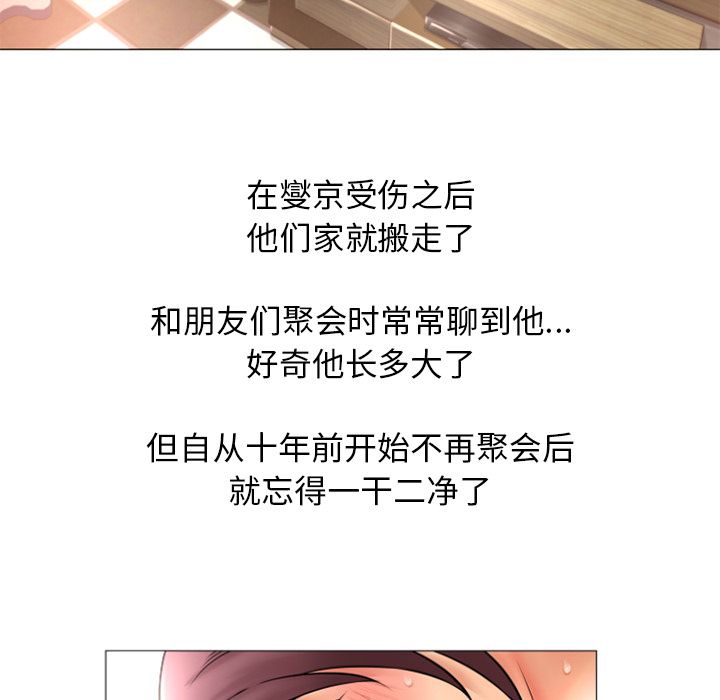 在燮京受伤之后
他们家就搬走了
和朋友们聚会时常常聊到他...
好奇他长多大了
但自从十年前开始不再聚会后
就忘得一干二净了